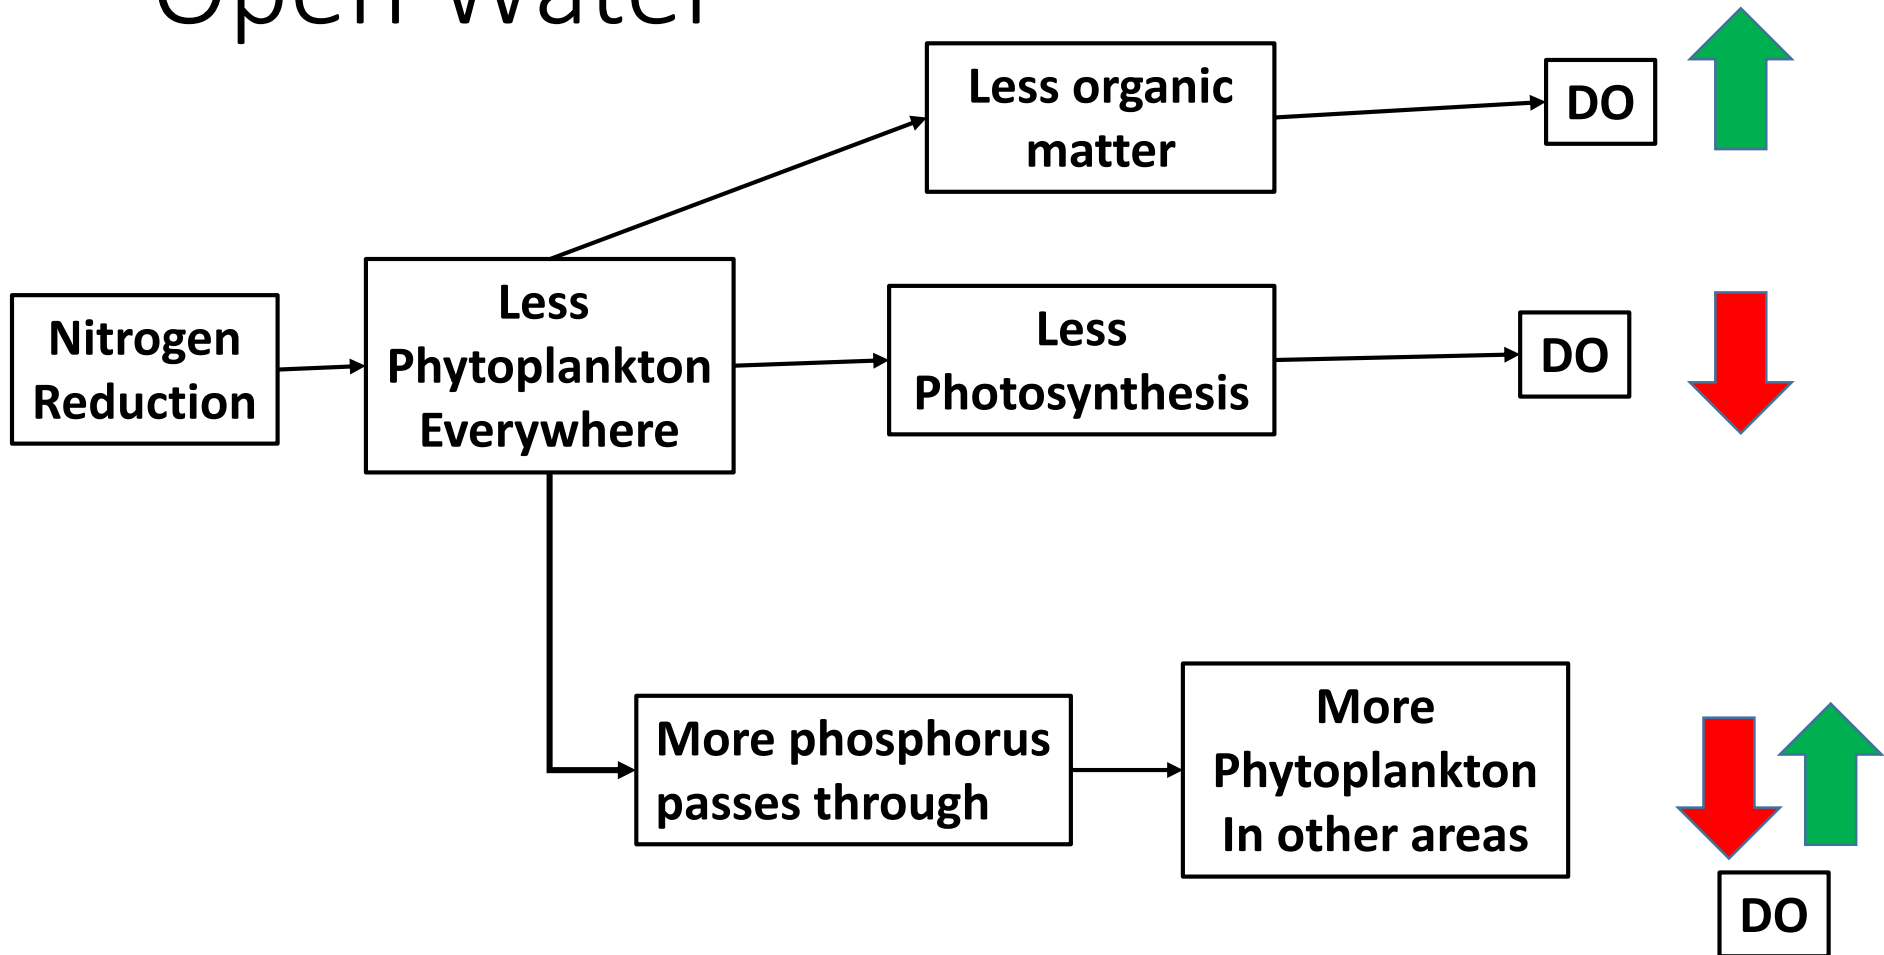 Open Water
Less organic
matter
DO
Nitrogen
Reduction
Less
Phytoplankton
Everywhere
Less
Photosynthesis
DO
More phosphorus
passes through
More
Phytoplankton
In other areas
DO